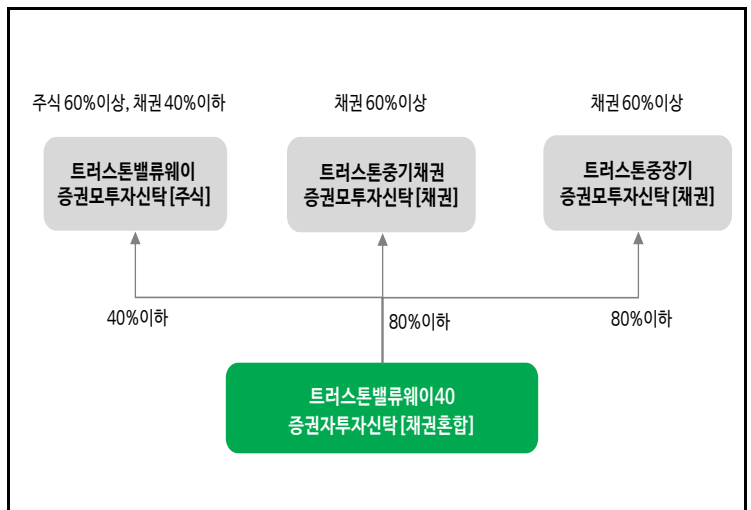 주식 60%이상, 채권 40%이하
채권 60%이상
채권 60%이상
트러스톤밸류웨이
증권모투자신탁 [주식]
트러스톤중기채권
증권모투자신탁 [채권]
트러스톤중장기
증권모투자신탁 [채권]
40%이하
80%이하
80%이하
트러스톤밸류웨이40
증권자투자신탁 [채권혼합]